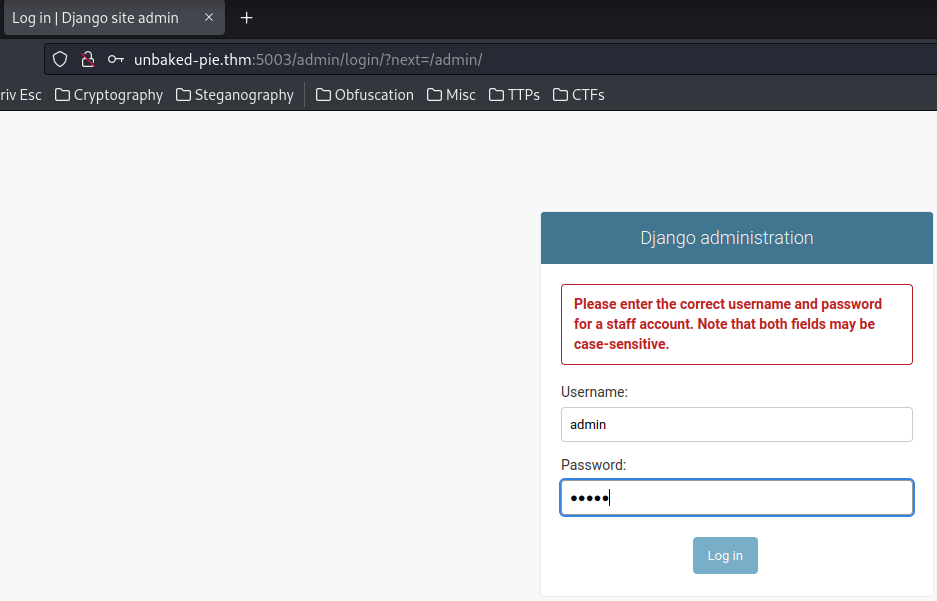 Log in | Django site admin
unbaked-pie.thm:5003/admin/login/?next=/admin/
riv Esc Cryptography Steganography Obfuscation Misc TTPs CTFs
Django administration
Please enter the correct username and password
for a staff account. Note that both fields may be
case-sensitive.
Username:
admin
Password:
•••••
Log in